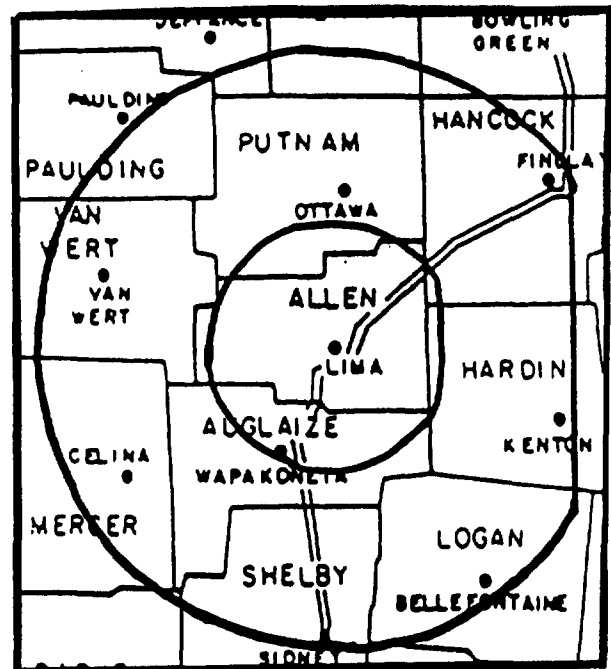 DEFIANCE
BOWLING
GREEN
PAULDING
HANCOCK
PUTNAM
FINDLAY
PAULDING
OTTAWA
VAN
WERT
VAN
WERT
ALLEN
LIMA
HARDIN
AUGLAIZE
KENTON
CELINA
WAPAKONETA
MERCER
LOGAN
SHELBY
BELLEFONTAINE
SIDNEY